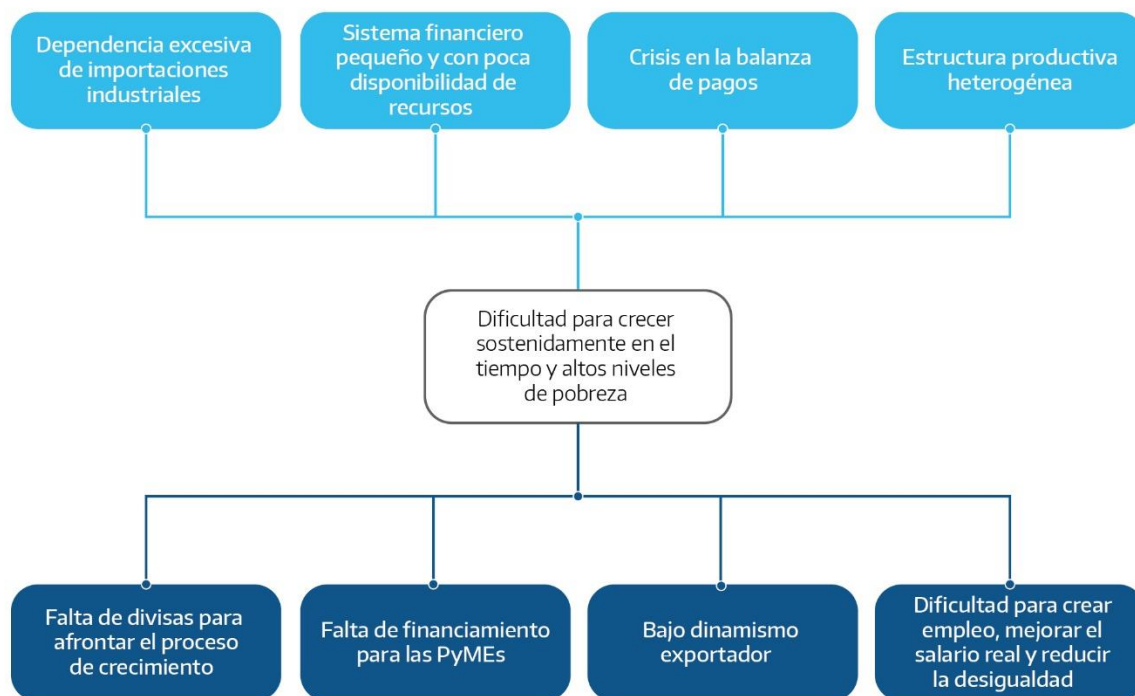 Dependencia excesiva
de importaciones
industriales
Sistema financiero
pequeño y con poca
disponibilidad de
recursos
Crisis en la balanza
de pagos
Estructura productiva
heterogénea
Dificultad para crecer
sostenidamente en el
tiempo y altos niveles
de pobreza
Falta de divisas para
afrontar el proceso
de crecimiento
Falta de financiamiento
para las PyMEs
Bajo dinamismo
exportador
Dificultad para crear
empleo, mejorar el
salario real y reducir
la desigualdad